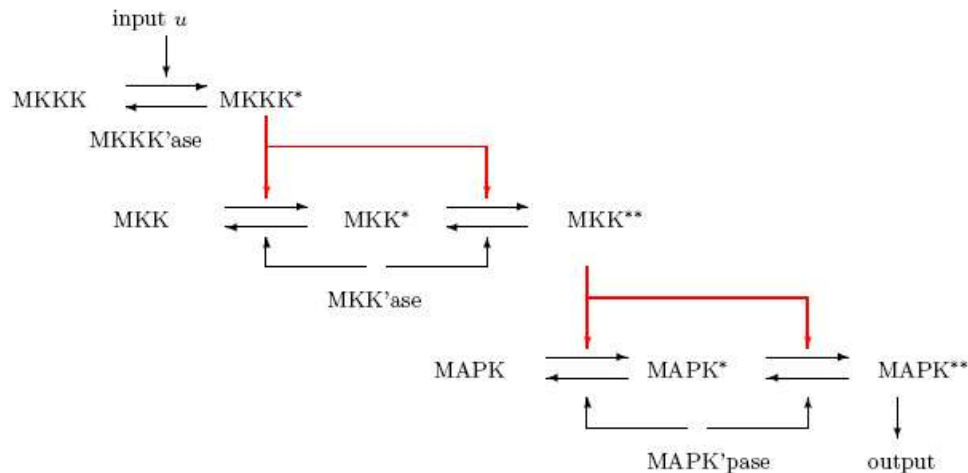 input u
MKKK MKKK*
MKKK'ase
MKK MKK* MKK**
MKK'ase
MAPK MAPK* MAPK**
MAPK'pase output